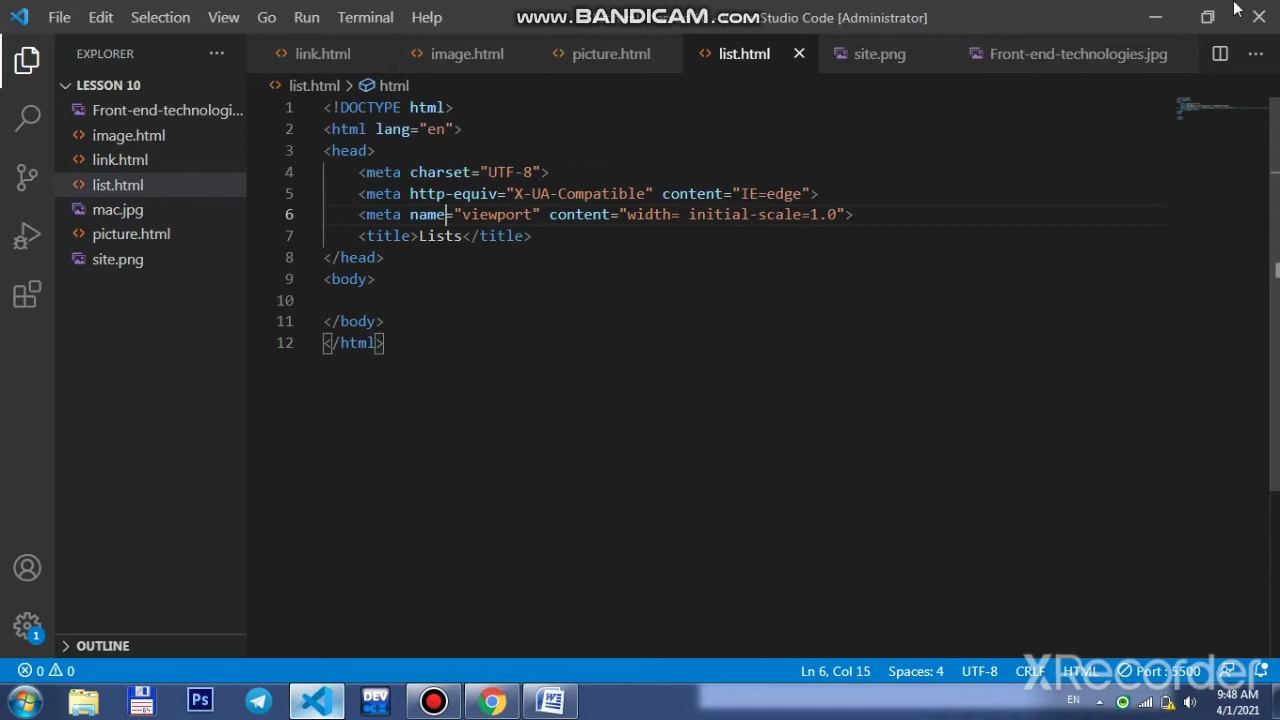 File Edit Selection View Go Run Terminal Help
www.BANDICAM.com
Studio Code [Administrator]
EXPLORER
link.html
image.html
picture.html
list.html
site.png
Front-end-technologies.jpg
LESSON 10
Front-end-technologi...
image.html
link.html
list.html
mac.jpg
picture.html
site.png
OUTLINE
list.html > html
1 <!DOCTYPE html>
2 <html lang="en">
3 <head>
4 <meta charset="UTF-8">
5 <meta http-equiv="X-UA-Compatible" content="IE=edge">
6 <meta name="viewport" content="width= initial-scale=1.0">
7 <title>Lists</title>
8 </head>
9 <body>
10
11 </body>
12 </html>
1
0 0
Ln 6, Col 15 Spaces: 4 UTF-8 CRLF HTML Port : 5500
XRecorder
Ps
DEV
EN
9:48 AM
4/1/2021